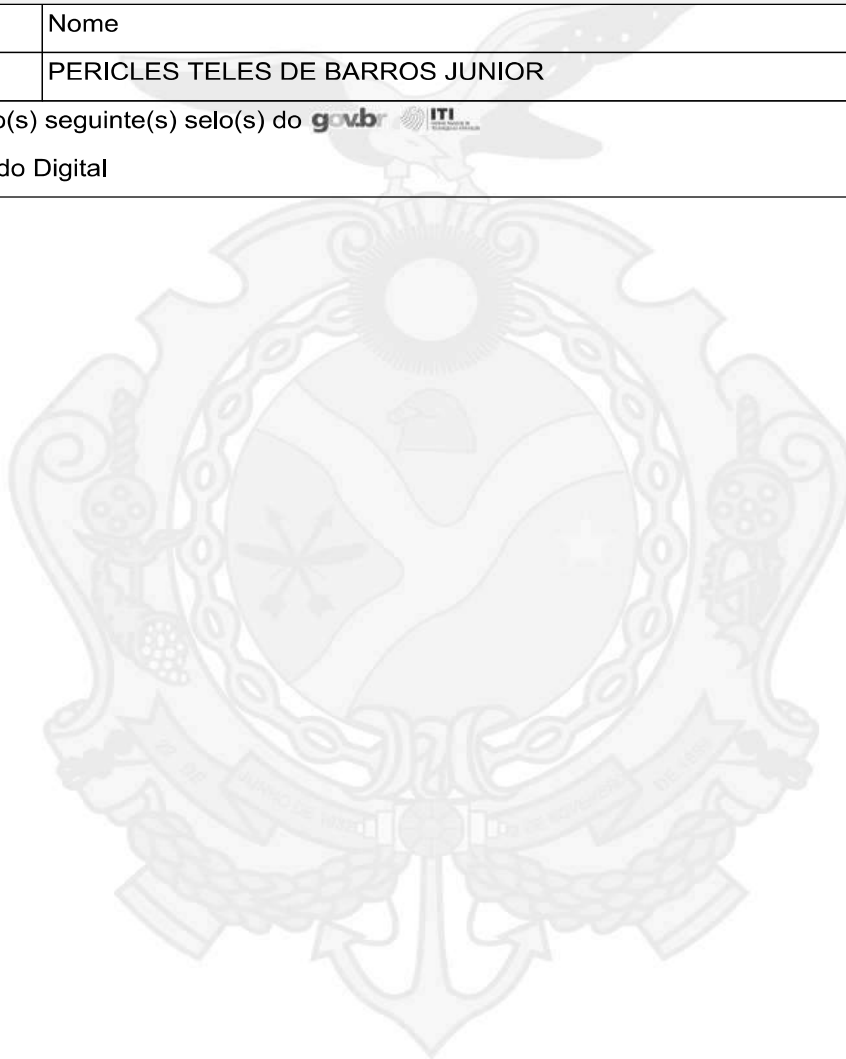 Nome
PERICLES TELES DE BARROS JUNIOR
o(s) seguinte(s) selo(s) do gov.br ITI
do Digital